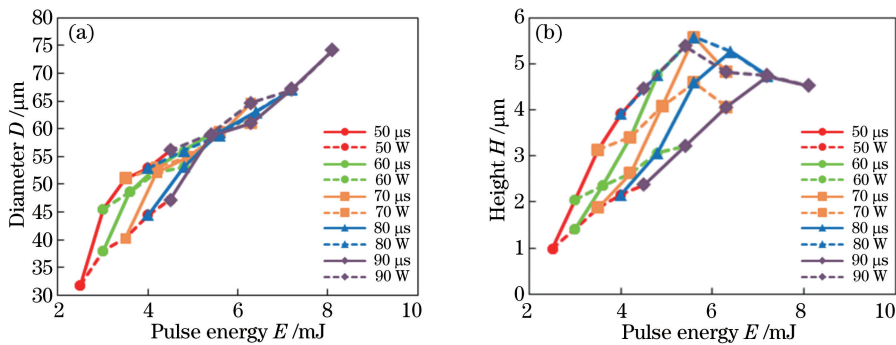 (a)
80
75
70
65
60
55
50
45
40
35
30
Diameter D /μm
2
4
6
8
10
Pulse energy E /mJ
50 μs
50 W
60 μs
60 W
70 μs
70 W
80 μs
80 W
90 μs
90 W
(b)
6
5
4
3
2
1
0
Height H /μm
2
4
6
8
10
Pulse energy E /mJ
50 μs
50 W
60 μs
60 W
70 μs
70 W
80 μs
80 W
90 μs
90 W